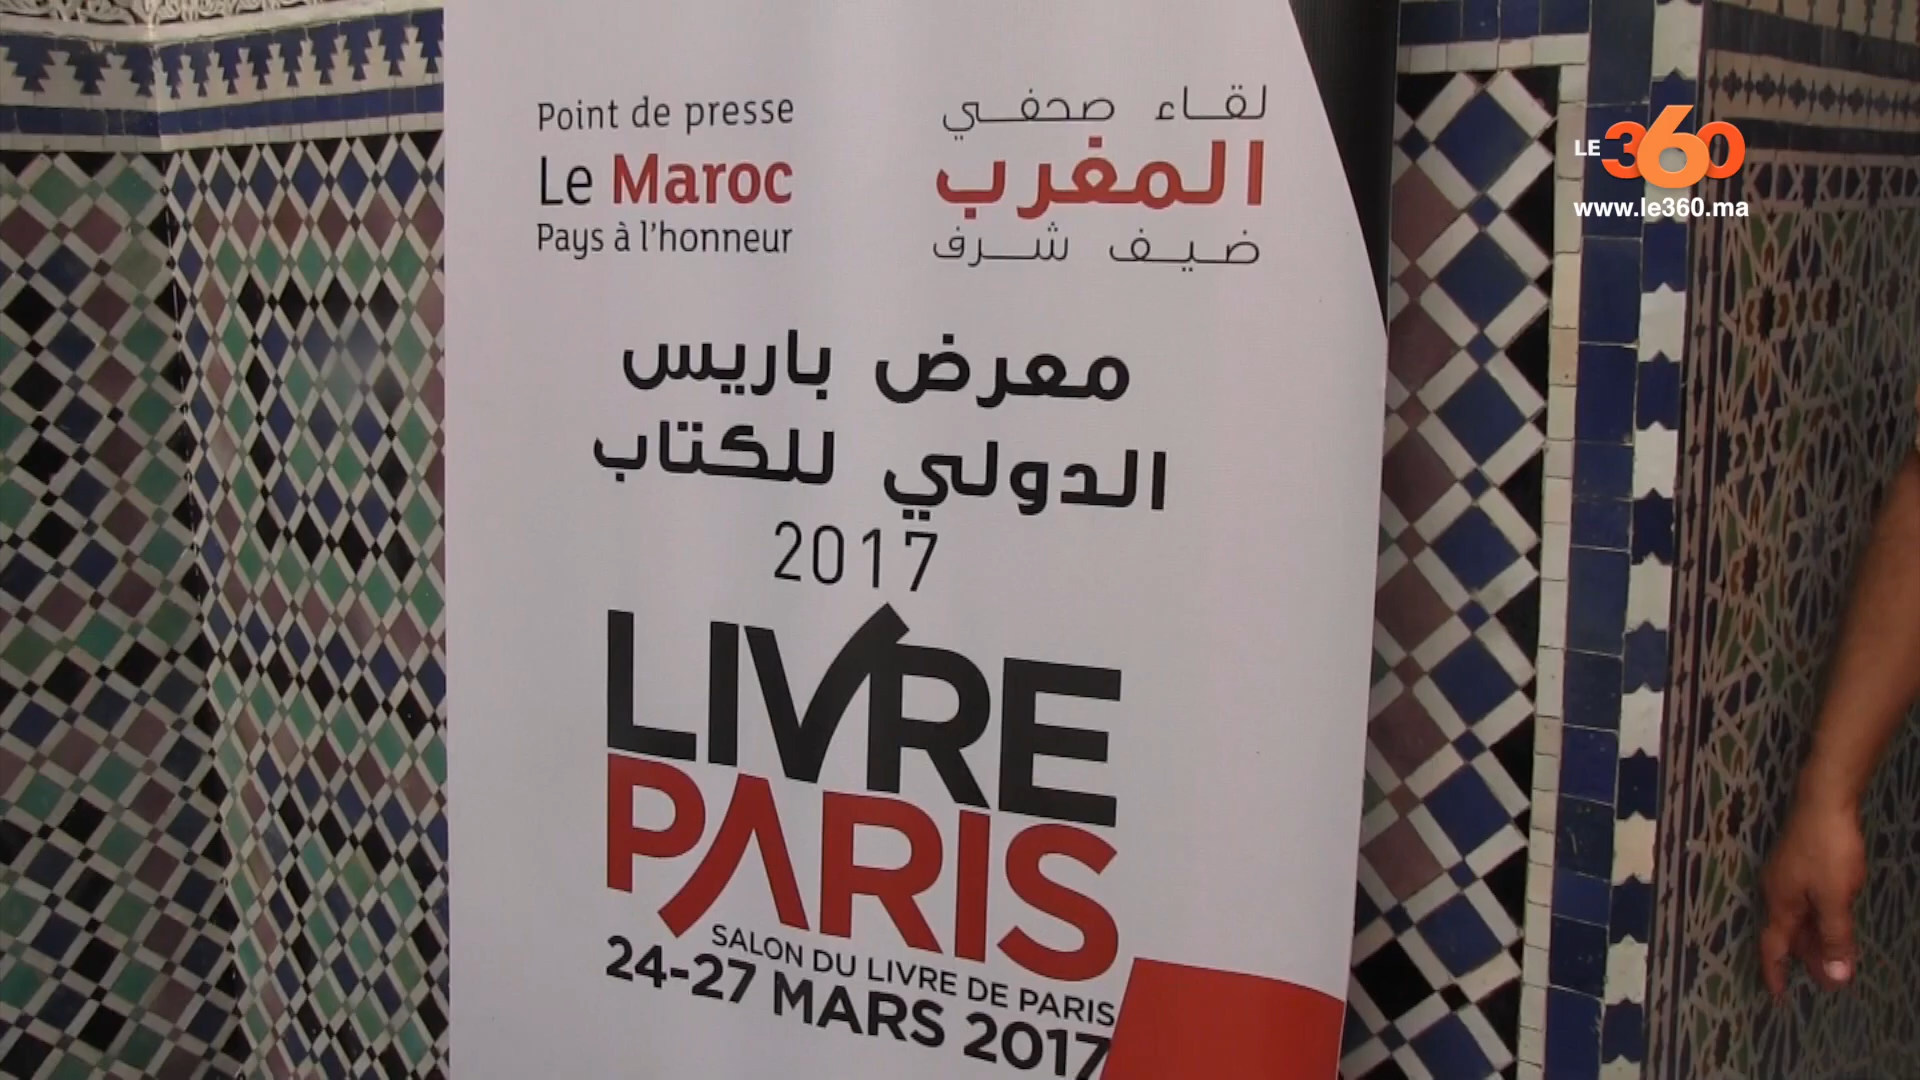 Point de presse
Le Maroc
Pays à l'honneur
لقاء صحفي
المغرب
ضيف شرف
معرض باريس
الدولي للكتاب
2017
LIVRE
PARIS
SALON DU LIVRE DE PARIS
24-27 MARS 2017
LE 360
www.le360.ma